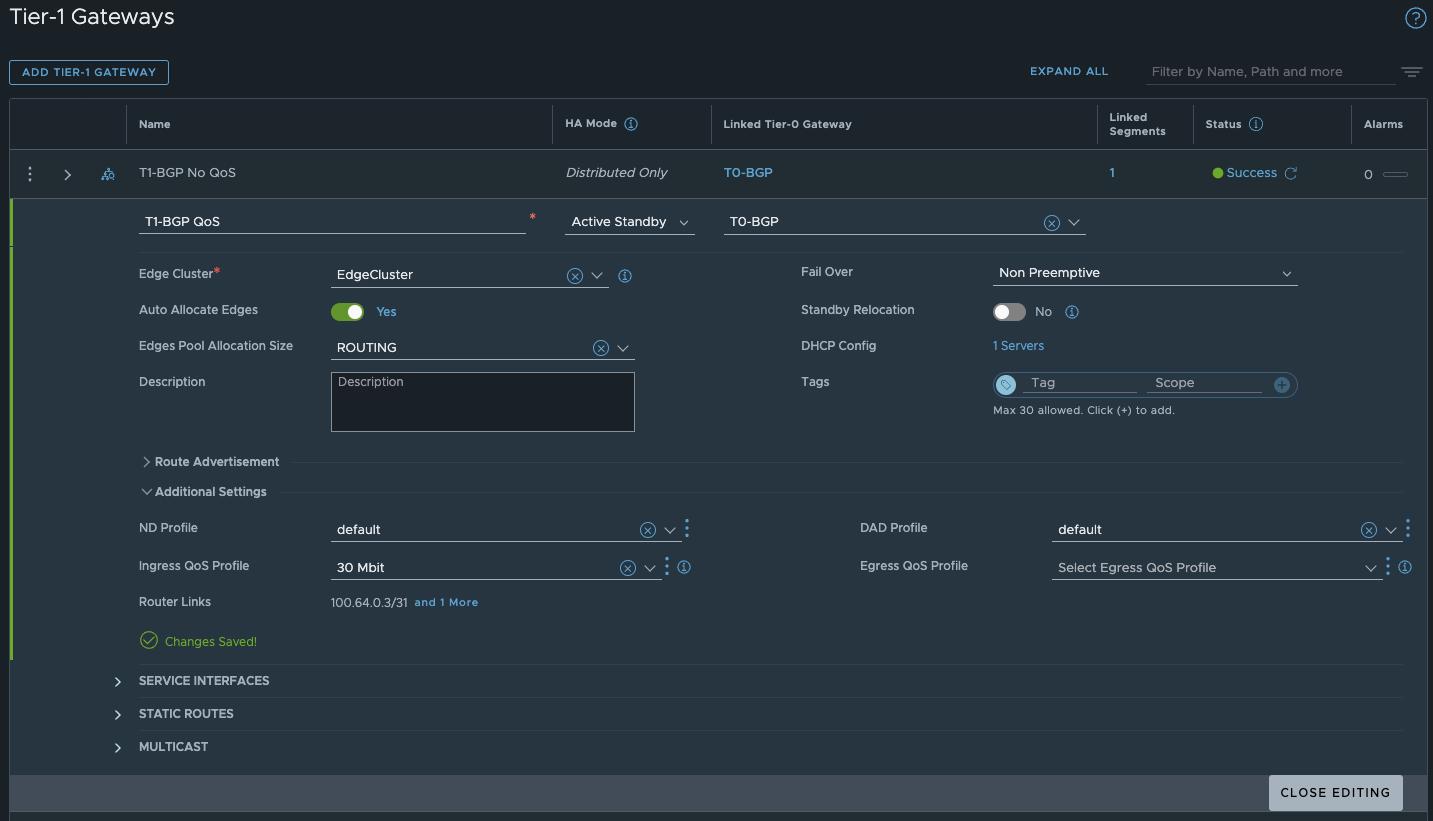 Tier-1 Gateways
ADD TIER-1 GATEWAY
EXPAND ALL
Filter by Name, Path and more
Name
HA Mode
Linked Tier-0 Gateway
Linked
Segments
Status
Alarms
T1-BGP No QoS
Distributed Only
T0-BGP
1
Success
0
T1-BGP QoS *
Active Standby
T0-BGP
Edge Cluster*
EdgeCluster
Fail Over
Non Preemptive
Auto Allocate Edges
Yes
Standby Relocation
No
Edges Pool Allocation Size
ROUTING
DHCP Config
1 Servers
Description
Description
Tags
Tag
Scope
Max 30 allowed. Click (+) to add.
Route Advertisement
Additional Settings
ND Profile
default
DAD Profile
default
Ingress QoS Profile
30 Mbit
Egress QoS Profile
Select Egress QoS Profile
Router Links
100.64.0.3/31 and 1 More
Changes Saved!
SERVICE INTERFACES
STATIC ROUTES
MULTICAST
CLOSE EDITING